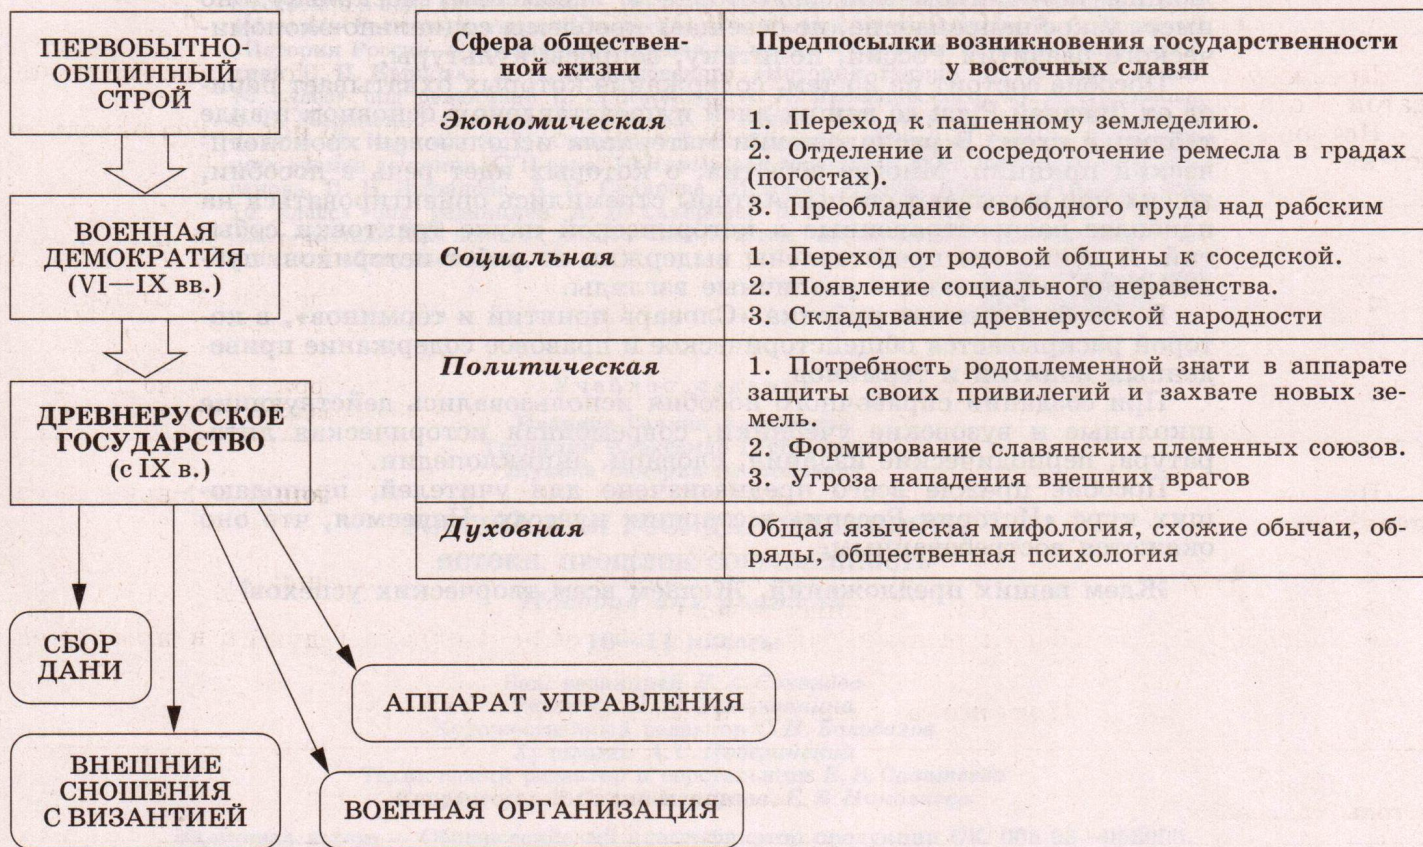 ПЕРВОБЫТНО-
ОБЩИННЫЙ
СТРОЙ
ВОЕННАЯ
ДЕМОКРАТИЯ
(VI—IX вв.)
ДРЕВНЕРУССКОЕ
ГОСУДАРСТВО
(с IX в.)
СБОР
ДАНИ
ВНЕШНИЕ
СНОШЕНИЯ
С ВИЗАНТИЕЙ
АППАРАТ УПРАВЛЕНИЯ
ВОЕННАЯ ОРГАНИЗАЦИЯ
Сфера обществен-
ной жизни
Предпосылки возникновения государственности
у восточных славян
Экономическая
1. Переход к пашенному земледелию.
2. Отделение и сосредоточение ремесла в градах
(погостах).
3. Преобладание свободного труда над рабским
Социальная
1. Переход от родовой общины к соседской.
2. Появление социального неравенства.
3. Складывание древнерусской народности
Политическая
1. Потребность родоплеменной знати в аппарате
защиты своих привилегий и захвате новых зе-
мель.
2. Формирование славянских племенных союзов.
3. Угроза нападения внешних врагов
Духовная
Общая языческая мифология, схожие обычаи, об-
ряды, общественная психология